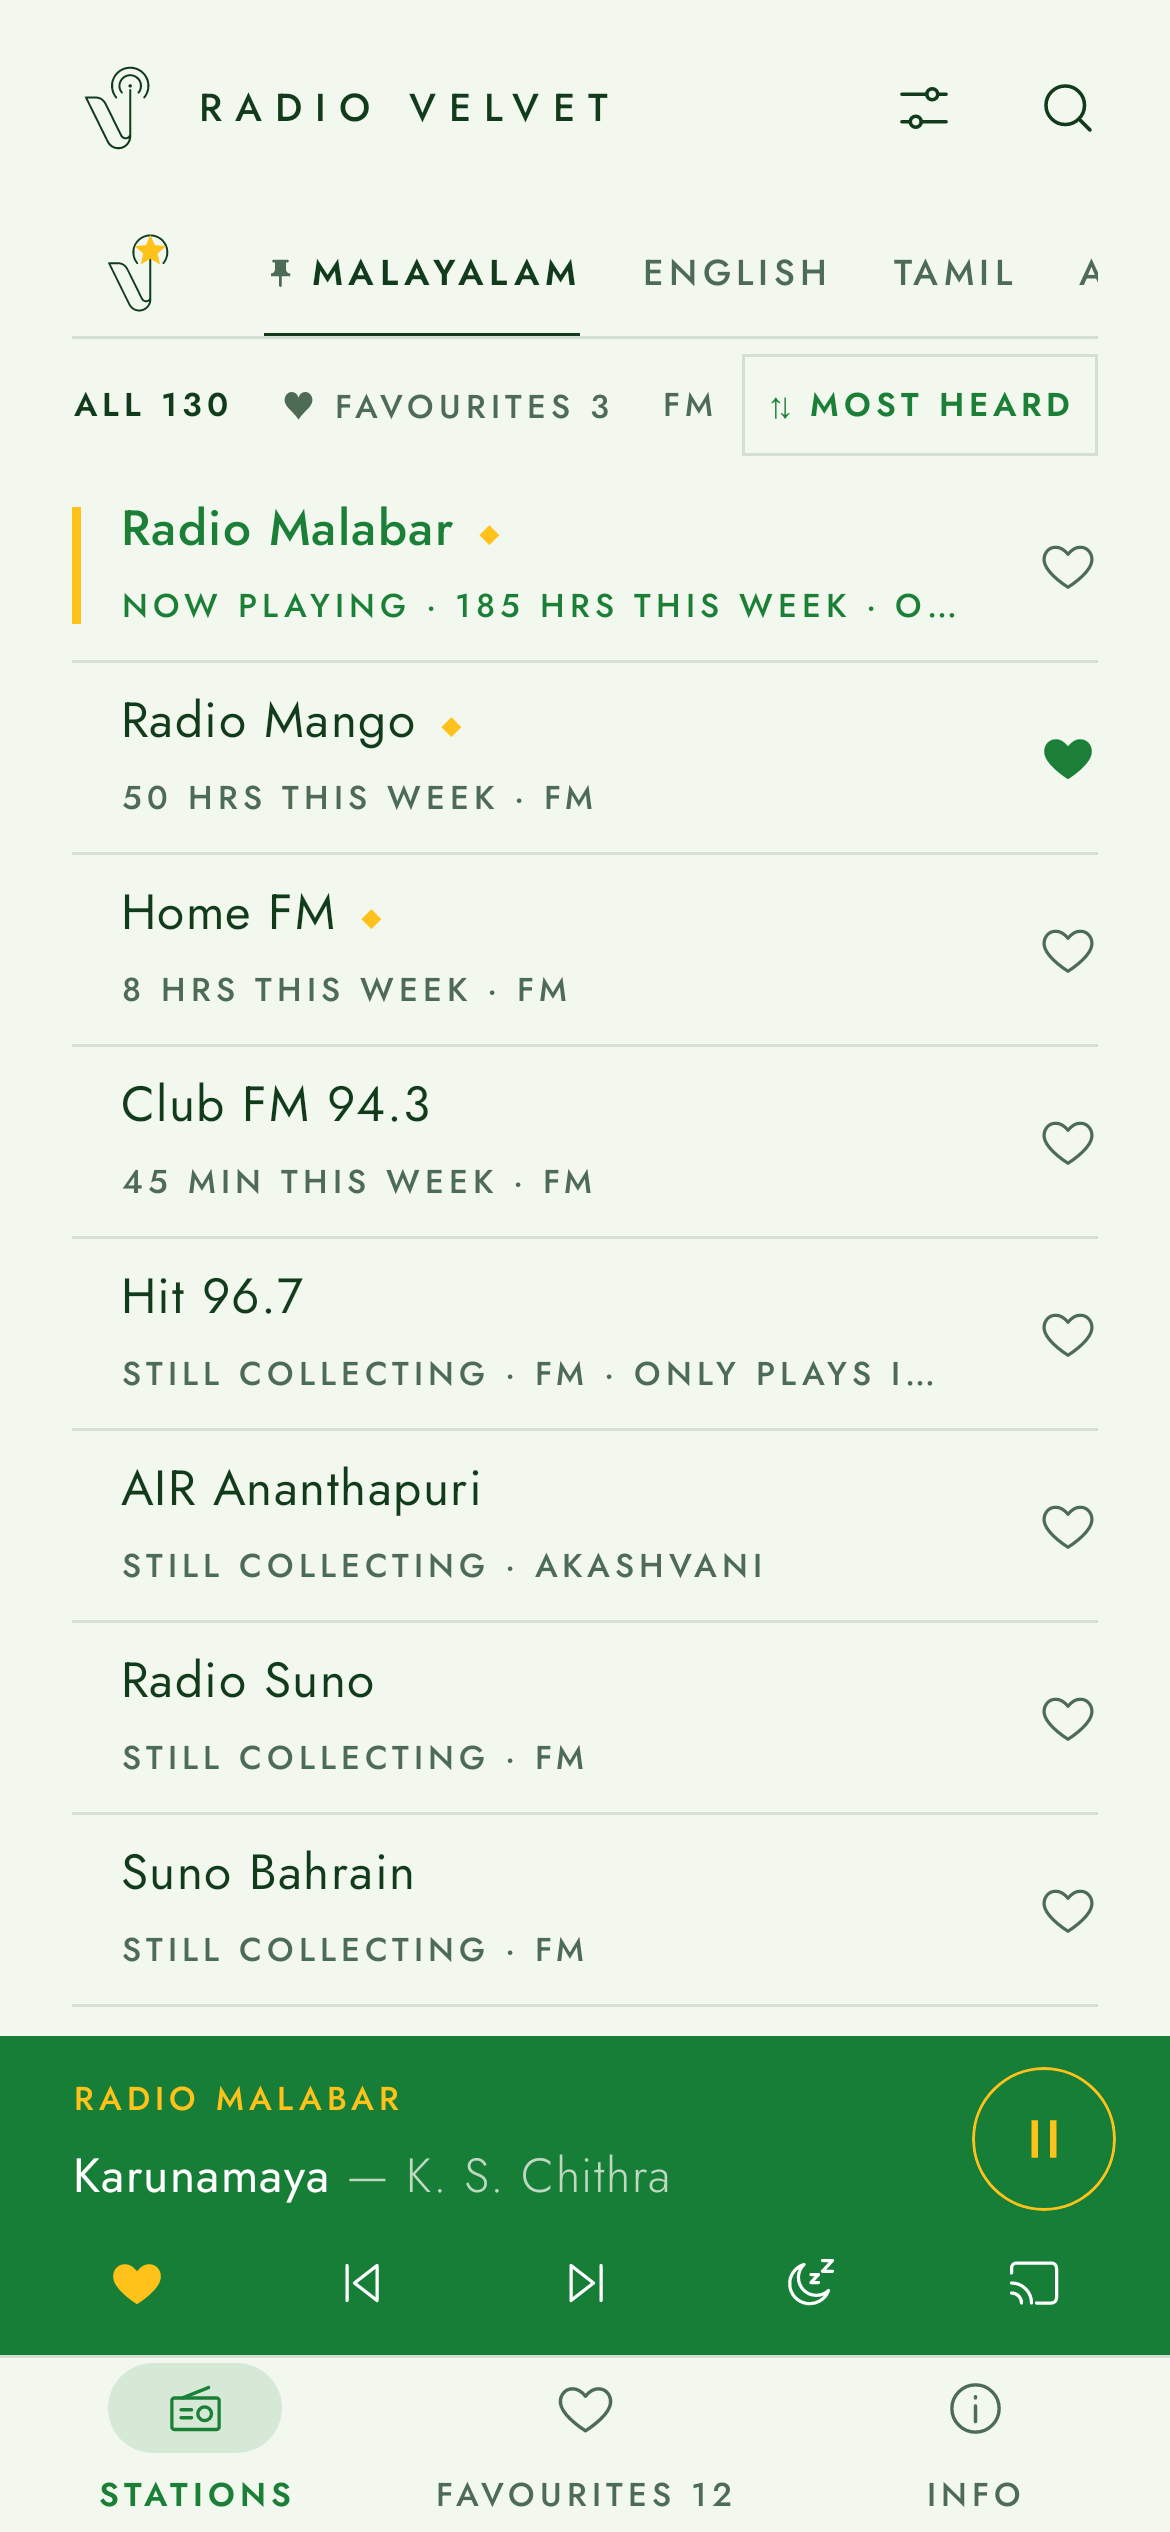 RADIO VELVET
MALAYALAM ENGLISH TAMIL
ALL 130 FAVOURITES 3 FM MOST HEARD
Radio Malabar
NOW PLAYING · 185 HRS THIS WEEK · O...
Radio Mango
50 HRS THIS WEEK · FM
Home FM
8 HRS THIS WEEK · FM
Club FM 94.3
45 MIN THIS WEEK · FM
Hit 96.7
STILL COLLECTING · FM · ONLY PLAYS I...
AIR Ananthapuri
STILL COLLECTING · AKASHVANI
Radio Suno
STILL COLLECTING · FM
Suno Bahrain
STILL COLLECTING · FM
RADIO MALABAR
Karunamaya — K. S. Chithra
STATIONS FAVOURITES 12 INFO